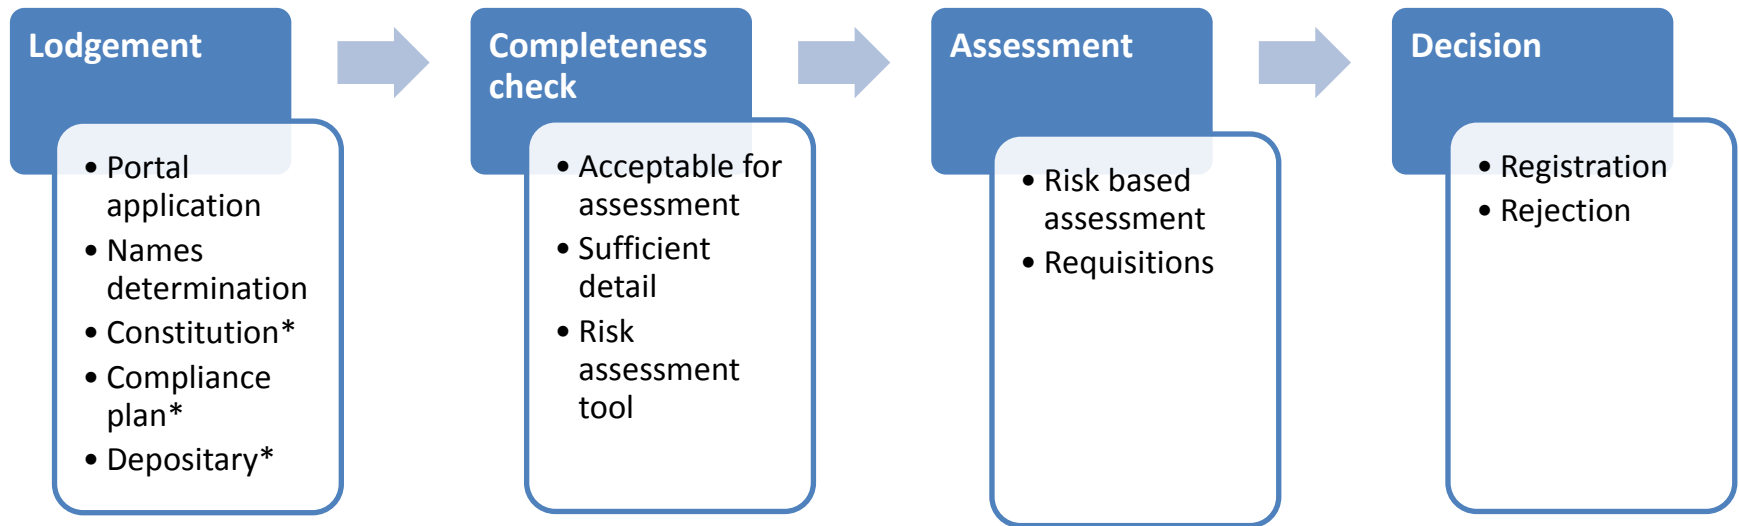 Lodgement
• Portal
application
• Names
determination
• Constitution*
• Compliance
plan*
• Depositary*
Completeness
check
• Acceptable for
assessment
• Sufficient
detail
• Risk
assessment
tool
Assessment
• Risk based
assessment
• Requisitions
Decision
• Registration
• Rejection